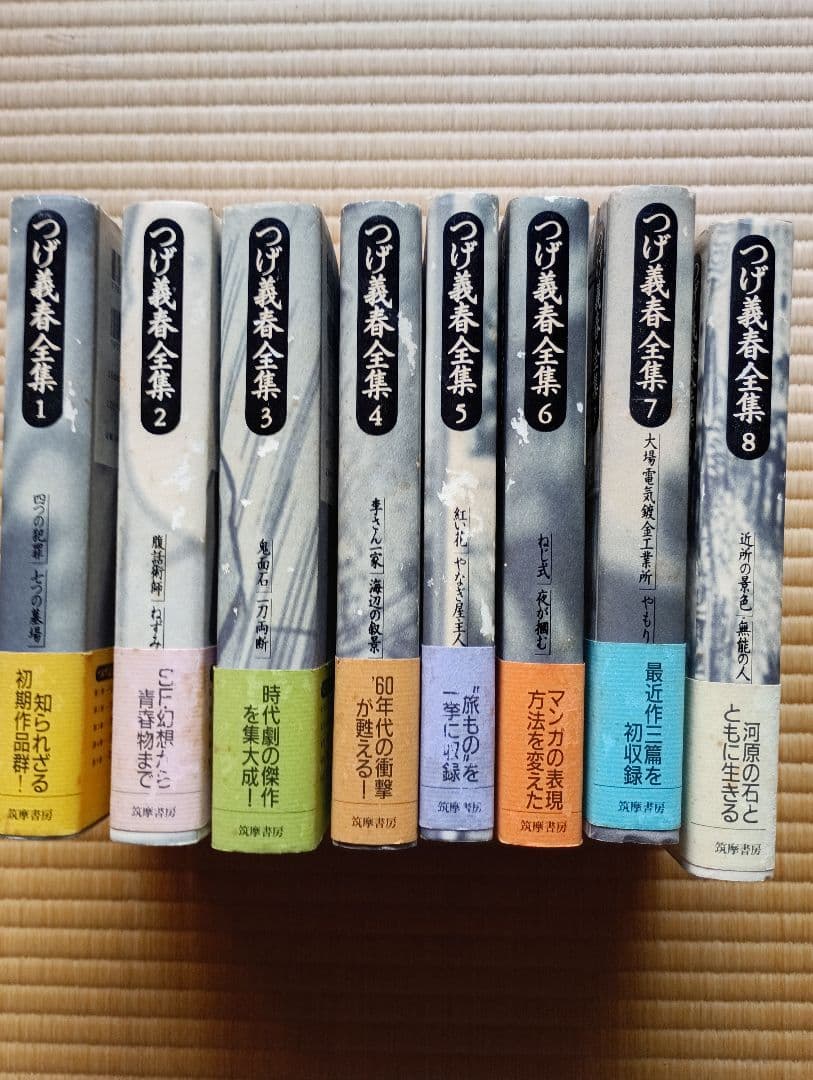 つげ義春全集
1
四つの犯罪
七つの墓場
知られざる
初期作品群!
筑摩書房
つげ義春全集
2
腹話術師
ねずみ
SF・幻想から
青春物まで
筑摩書房
つげ義春全集
3
鬼面石
一刀両断
時代劇の傑作
を集大成!
筑摩書房
つげ義春全集
4
李さん一家
海辺の叙景
'60年代の衝撃
が甦える!
筑摩書房
つげ義春全集
5
紅い花
やなぎ屋主人
"旅もの"を
一挙に収録
筑摩書房
つげ義春全集
6
ねじ式
夜が掴む
マンガの表現
方法を変えた
筑摩書房
つげ義春全集
7
大場電気鍍金工業所
やもり
最近作三篇を
初収録
筑摩書房
つげ義春全集
8
近所の景色
無能の人
河原の石と
ともに生きる
筑摩書房